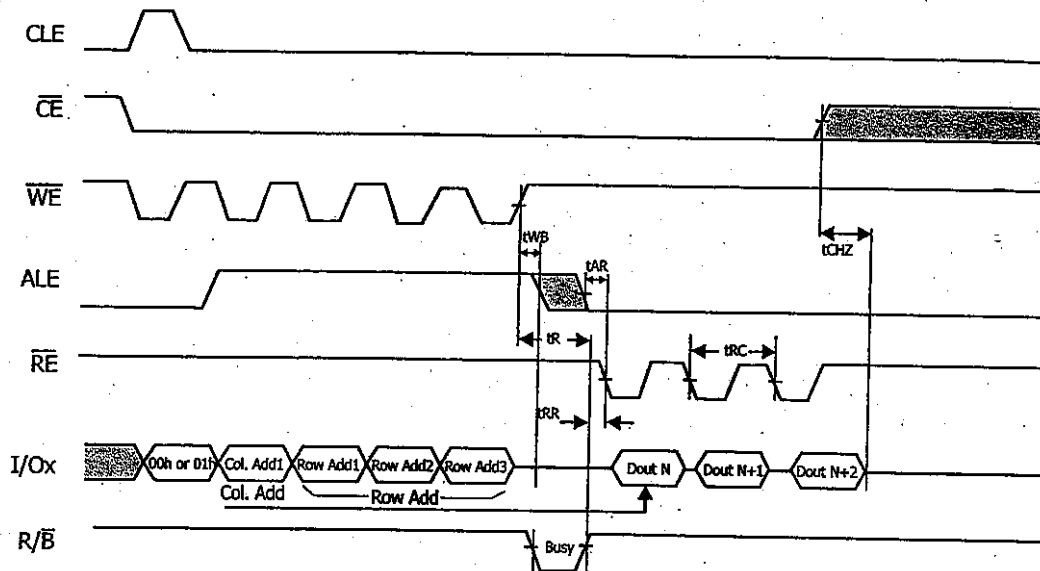 CLE
CE
WE
tWB
tCHZ
tAR
ALE
tR
tRC
RE
tRR
I/Ox
00h or 01h
Col. Add1
Row Add1
Row Add2
Row Add3
Dout N
Dout N+1
Dout N+2
Col. Add
Row Add
R/B
Busy